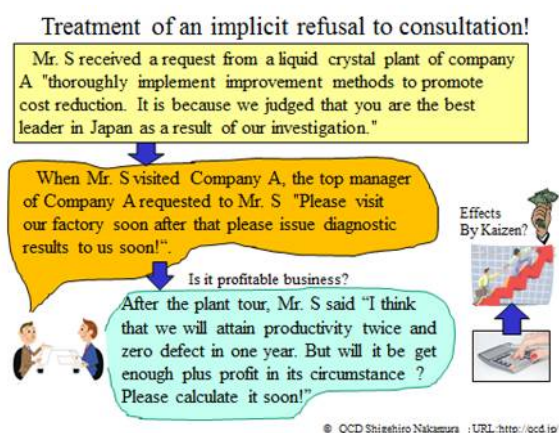 Treatment of an implicit refusal to consultation!
Mr. S received a request from a liquid crystal plant of company
A "thoroughly implement improvement methods to promote
cost reduction. It is because we judged that you are the best
leader in Japan as a result of our investigation."
When Mr. S visited Company A, the top manager
of Company A requested to Mr. S "Please visit
our factory soon after that please issue diagnostic
results to us soon!“.
Effects
By Kaizen?
Is it profitable business?
After the plant tour, Mr. S said “I think
that we will attain productivity twice and
zero defect in one year. But will it be get
enough plus profit in its circumstance ?
Please calculate it soon!”
© QCD Shigehiro Nakamura : URL:http://qcd.jp